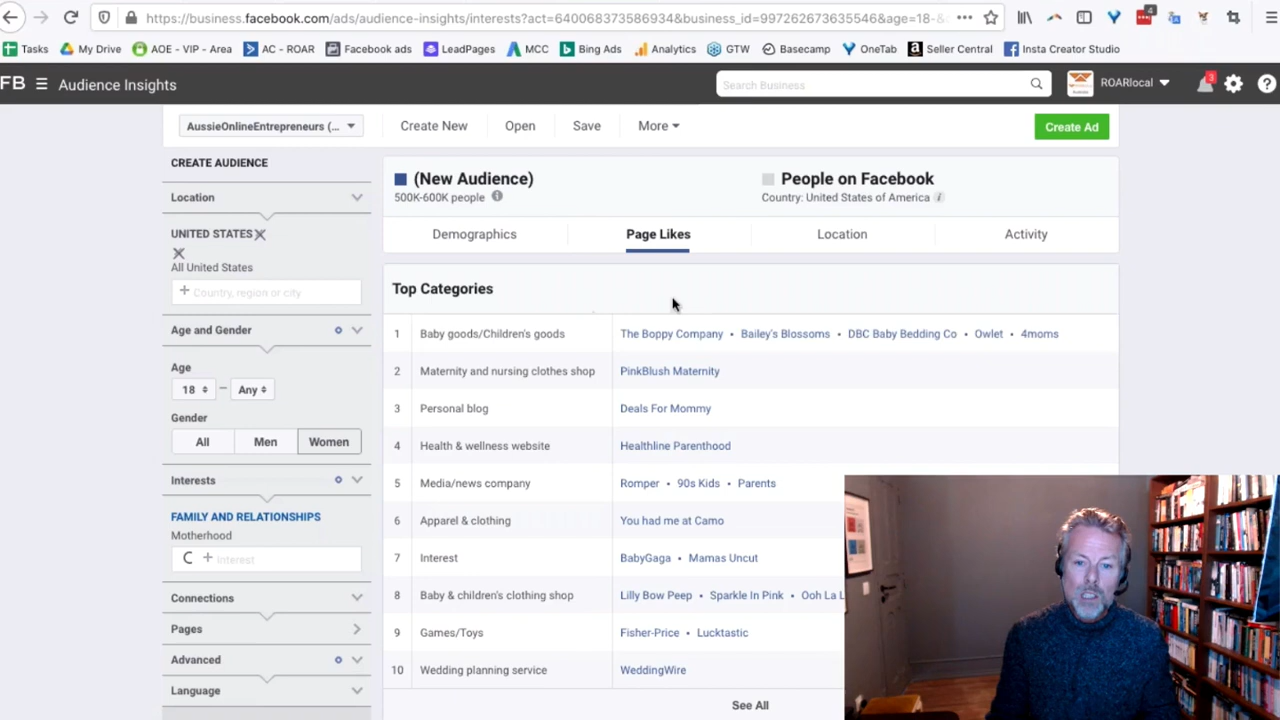 https://business.facebook.com/ads/audience-insights/interests?act=640068373586934&business_id=997262673635546&age=18-&
4
Tasks My Drive AOE - VIP - Area AC - ROAR Facebook ads LeadPages MCC Bing Ads Analytics GTW Basecamp OneTab Seller Central Insta Creator Studio
FB Audience Insights Search Business ROARlocal 3
AussieOnlineEntrepreneurs (... Create New Open Save More Create Ad
CREATE AUDIENCE
Location
UNITED STATES
All United States
+ Country, region or city
Age and Gender
Age
18 – Any
Gender
All Men Women
Interests
FAMILY AND RELATIONSHIPS
Motherhood
+ Interest
Connections
Pages
Advanced
Language
(New Audience)
500K-600K people
People on Facebook
Country: United States of America
Demographics Page Likes Location Activity
Top Categories
1 Baby goods/Children's goods The Boppy Company • Bailey's Blossoms • DBC Baby Bedding Co • Owlet • 4moms
2 Maternity and nursing clothes shop PinkBlush Maternity
3 Personal blog Deals For Mommy
4 Health & wellness website Healthline Parenthood
5 Media/news company Romper • 90s Kids • Parents
6 Apparel & clothing You had me at Camo
7 Interest BabyGaga • Mamas Uncut
8 Baby & children's clothing shop Lilly Bow Peep • Sparkle In Pink • Ooh La L
9 Games/Toys Fisher-Price • Lucktastic
10 Wedding planning service WeddingWire
See All